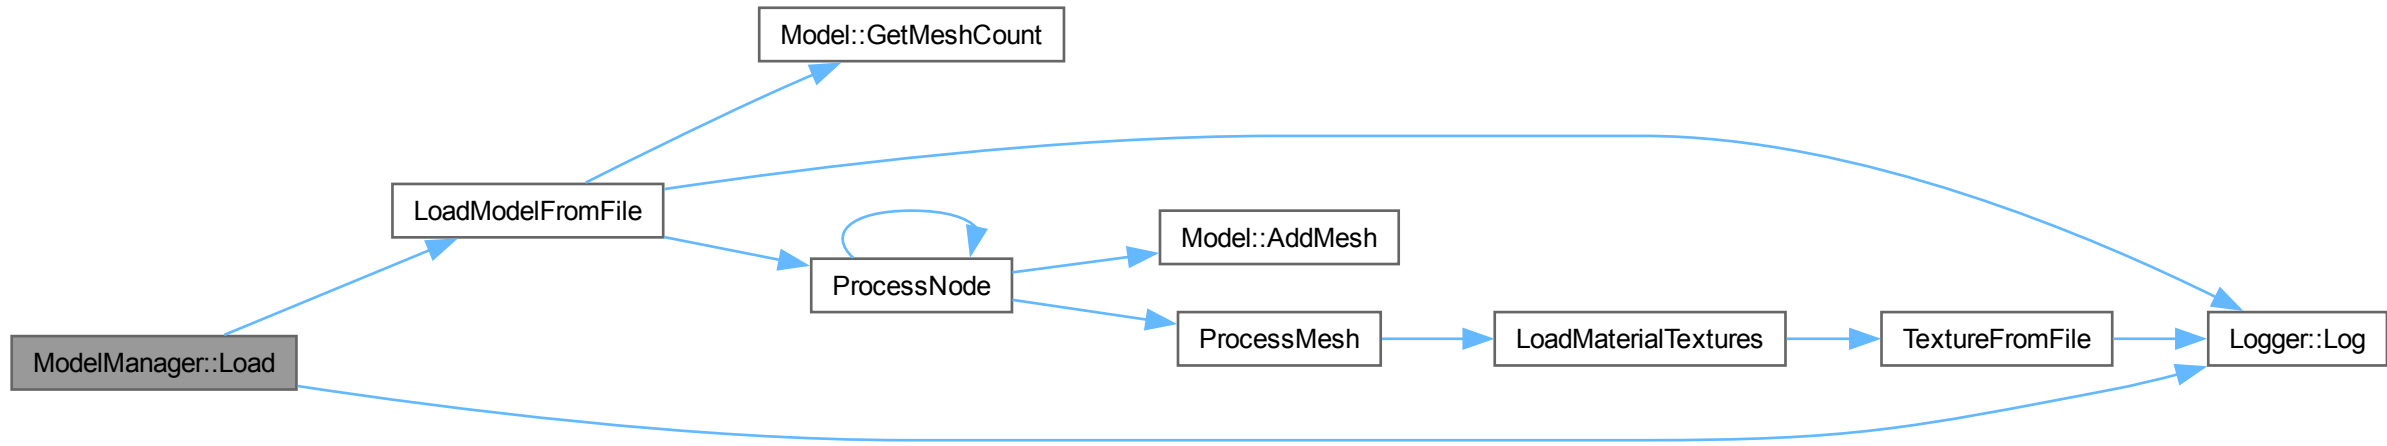 Model::GetMeshCount
LoadModelFromFile
Model::AddMesh
ProcessNode
ModelManager::Load
ProcessMesh
LoadMaterialTextures
TextureFromFile
Logger::Log